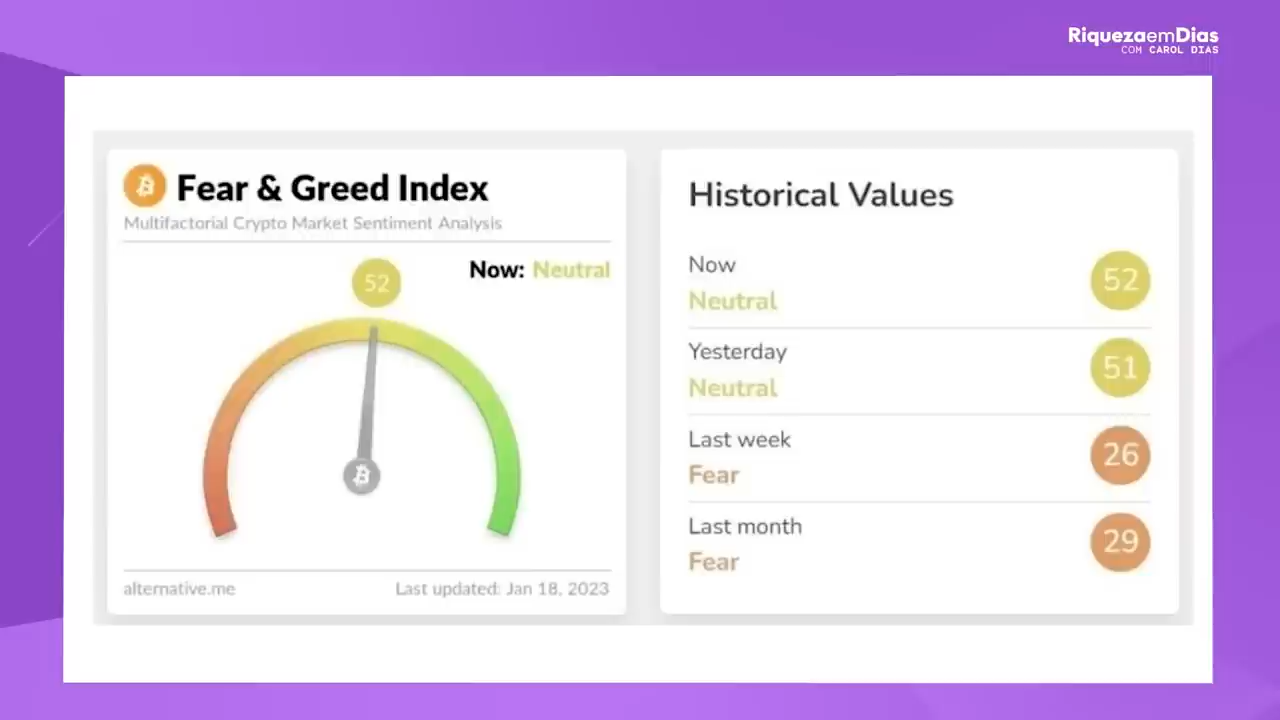 RiquezaemDias
COM CAROL DIAS
Fear & Greed Index
Multifactorial Crypto Market Sentiment Analysis
Now: Neutral
52
alternative.me
Last updated: Jan 18, 2023
Historical Values
Now
Neutral
52
Yesterday
Neutral
51
Last week
Fear
26
Last month
Fear
29